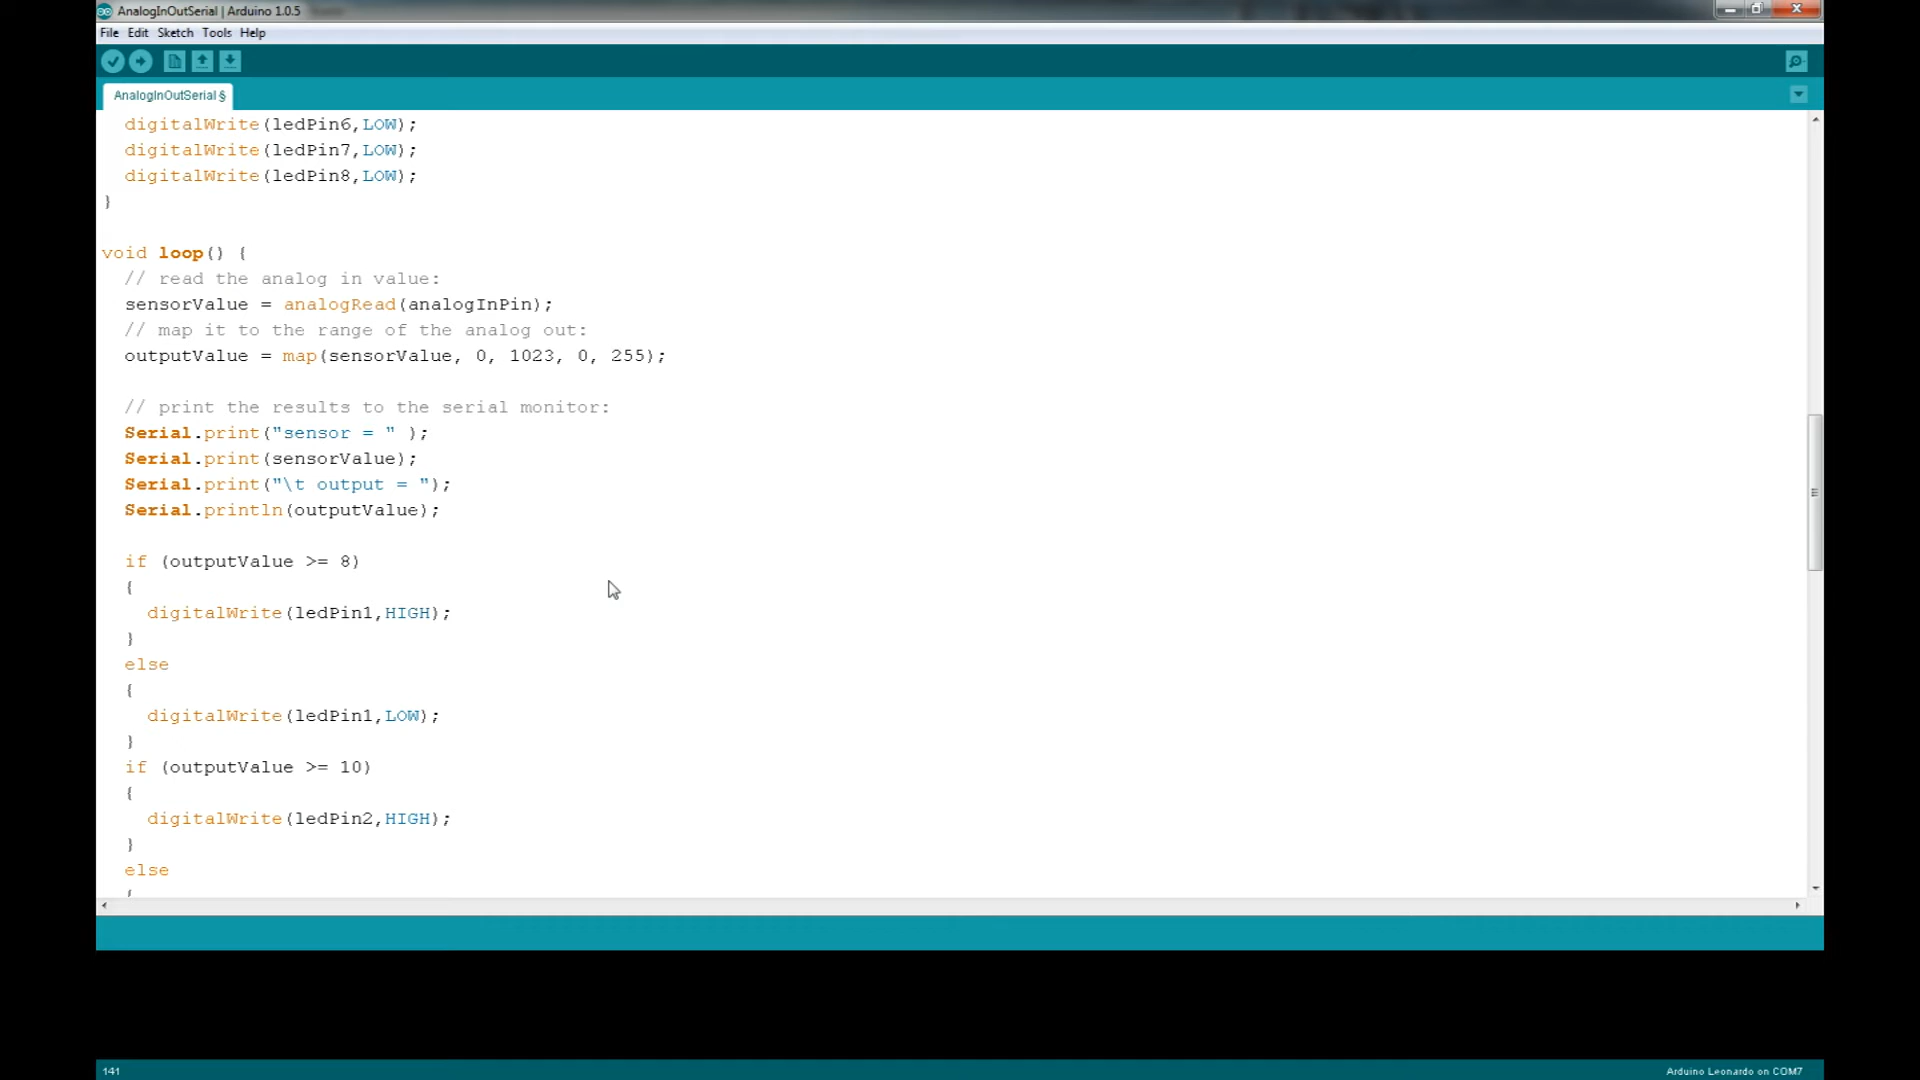 AnalogInOutSerial | Arduino 1.0.5
File Edit Sketch Tools Help
AnalogInOutSerial §
digitalWrite(ledPin6,LOW);
digitalWrite(ledPin7,LOW);
digitalWrite(ledPin8,LOW);
}
void loop() {
// read the analog in value:
sensorValue = analogRead(analogInPin);
// map it to the range of the analog out:
outputValue = map(sensorValue, 0, 1023, 0, 255);
// print the results to the serial monitor:
Serial.print("sensor = " );
Serial.print(sensorValue);
Serial.print("\t output = ");
Serial.println(outputValue);
if (outputValue >= 8)
{
digitalWrite(ledPin1,HIGH);
}
else
{
digitalWrite(ledPin1,LOW);
}
if (outputValue >= 10)
{
digitalWrite(ledPin2,HIGH);
}
else
{
141
Arduino Leonardo on COM7